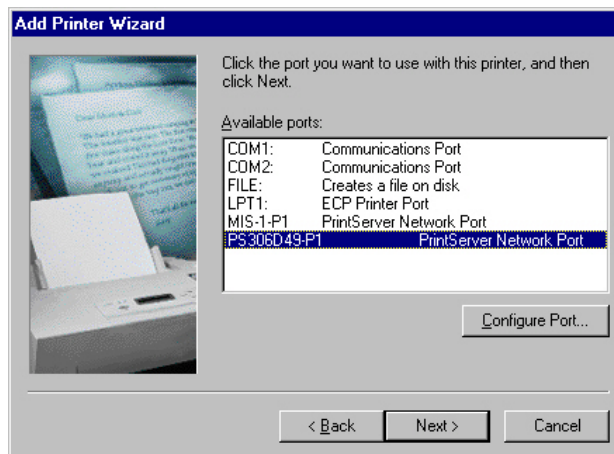 Add Printer Wizard
Click the port you want to use with this printer, and then
click Next.
Available ports:
COM1: Communications Port
COM2: Communications Port
FILE: Creates a file on disk
LPT1: ECP Printer Port
MIS-1-P1 PrintServer Network Port
PS306D49-P1 PrintServer Network Port
Configure Port...
< Back
Next >
Cancel